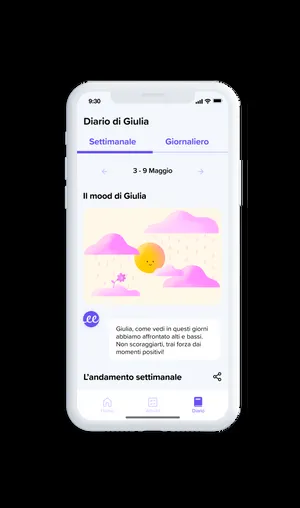 9:30
Diario di Giulia
Settimanale Giornaliero
3 - 9 Maggio
Il mood di Giulia
ee
Giulia, come vedi in questi giorni
abbiamo affrontato alti e bassi.
Non scoraggiarti, trai forza dai
momenti positivi!
L'andamento settimanale
Home Diario